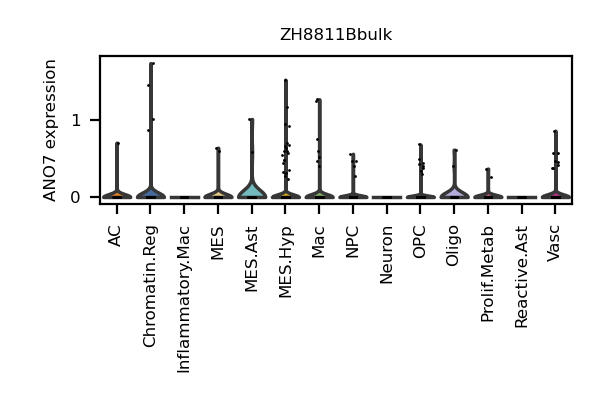 ZH8811Bbulk
ANO7 expression
1
0
AC
Chromatin.Reg
Inflammatory.Mac
MES
MES.Ast
MES.Hyp
Mac
NPC
Neuron
OPC
Oligo
Prolif.Metab
Reactive.Ast
Vasc